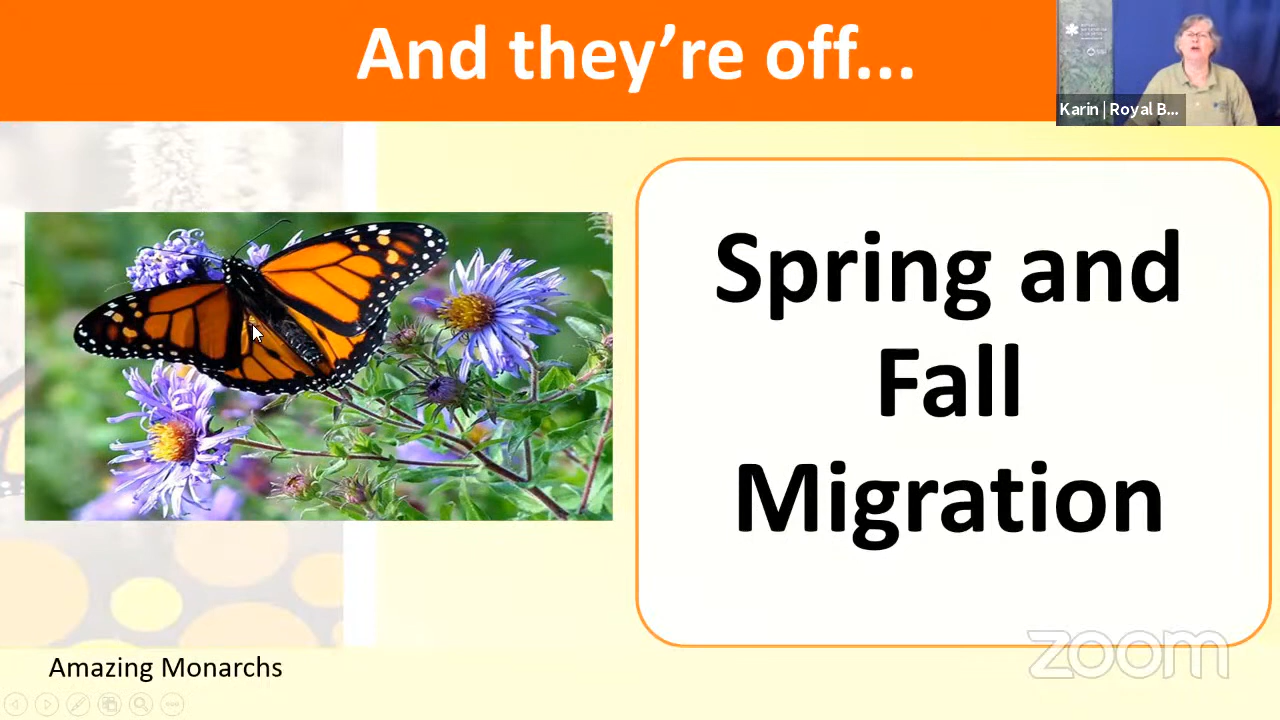 And they’re off...
Karin | Royal B...
Spring and
Fall
Migration
zoom
Amazing Monarchs